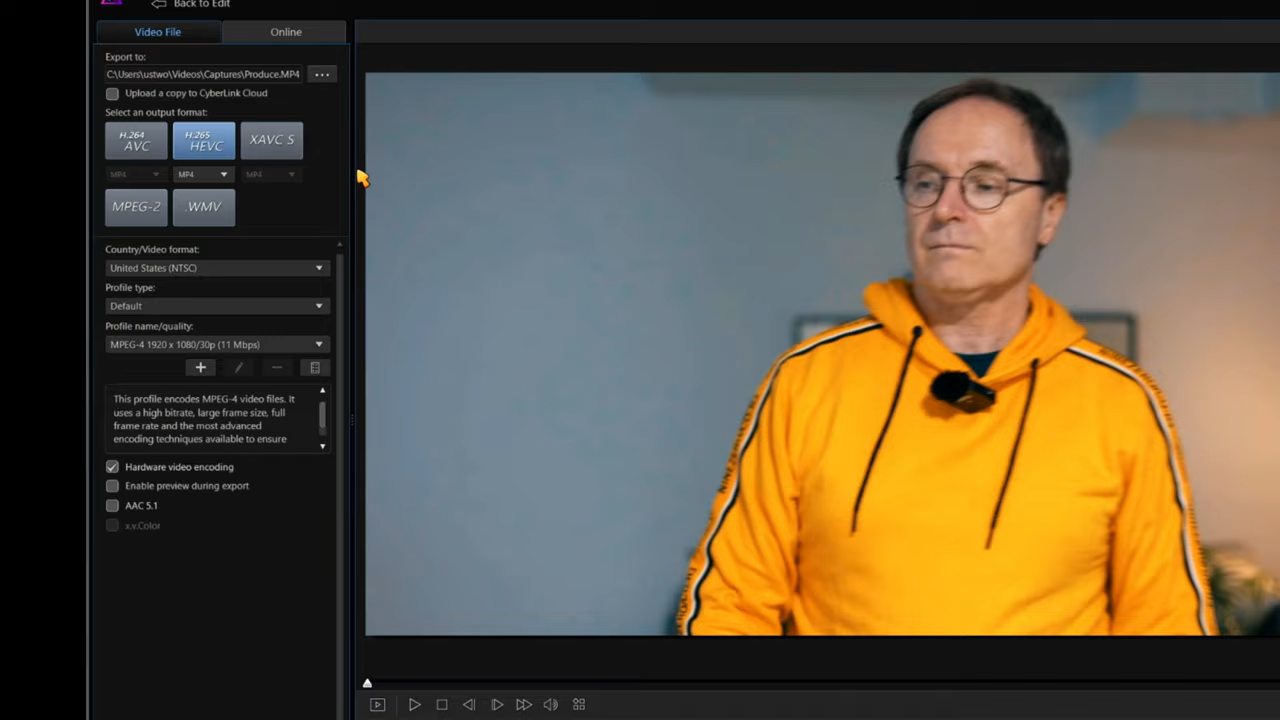 Back to Edit
Video File
Online
Export to:
C:\Users\ustwo\Videos\Captures\Produce.MP4
...
Upload a copy to CyberLink Cloud
Select an output format:
H.264 AVC
H.265 HEVC
XAVC S
MP4
MP4
MP4
MPEG-2
.WMV
Country/Video format:
United States (NTSC)
Profile type:
Default
Profile name/quality:
MPEG-4 1920 x 1080/30p (11 Mbps)
This profile encodes MPEG-4 video files. It
uses a high bitrate, large frame size, full
frame rate and the most advanced
encoding techniques available to ensure
Hardware video encoding
Enable preview during export
AAC 5.1
x.v.Color